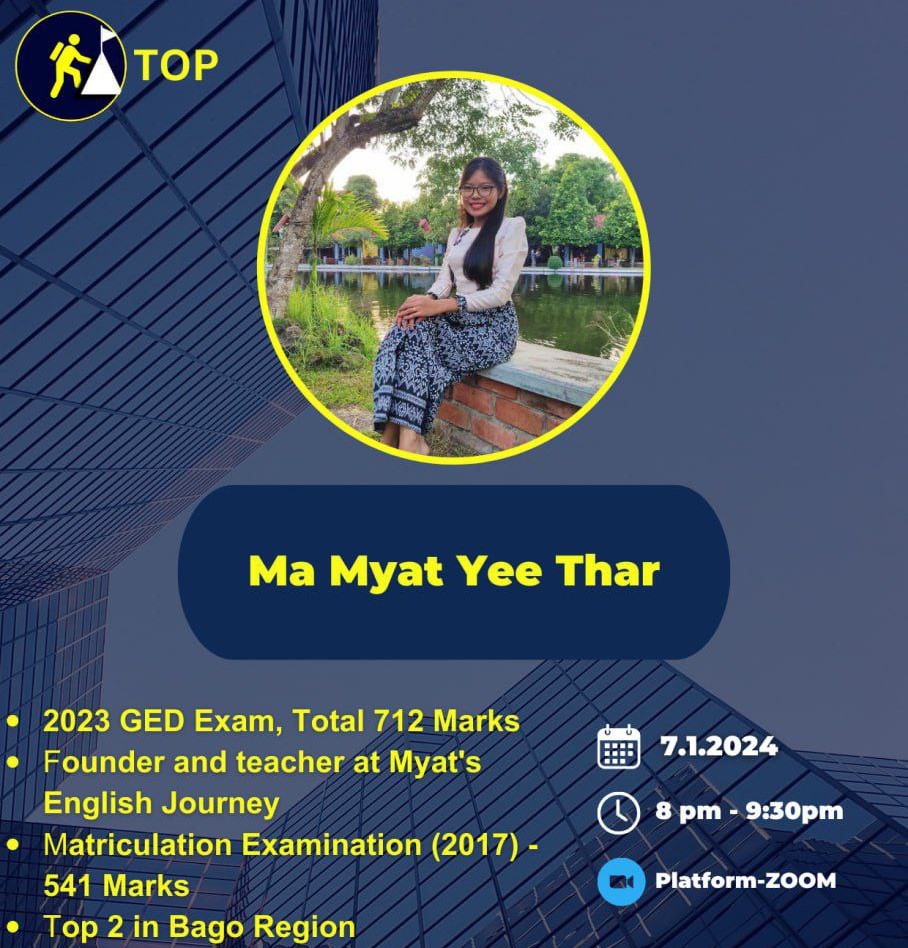 TOP
Ma Myat Yee Thar
2023 GED Exam, Total 712 Marks
Founder and teacher at Myat's
English Journey
Matriculation Examination (2017) -
541 Marks
Top 2 in Bago Region
7.1.2024
8 pm - 9:30pm
Platform-ZOOM